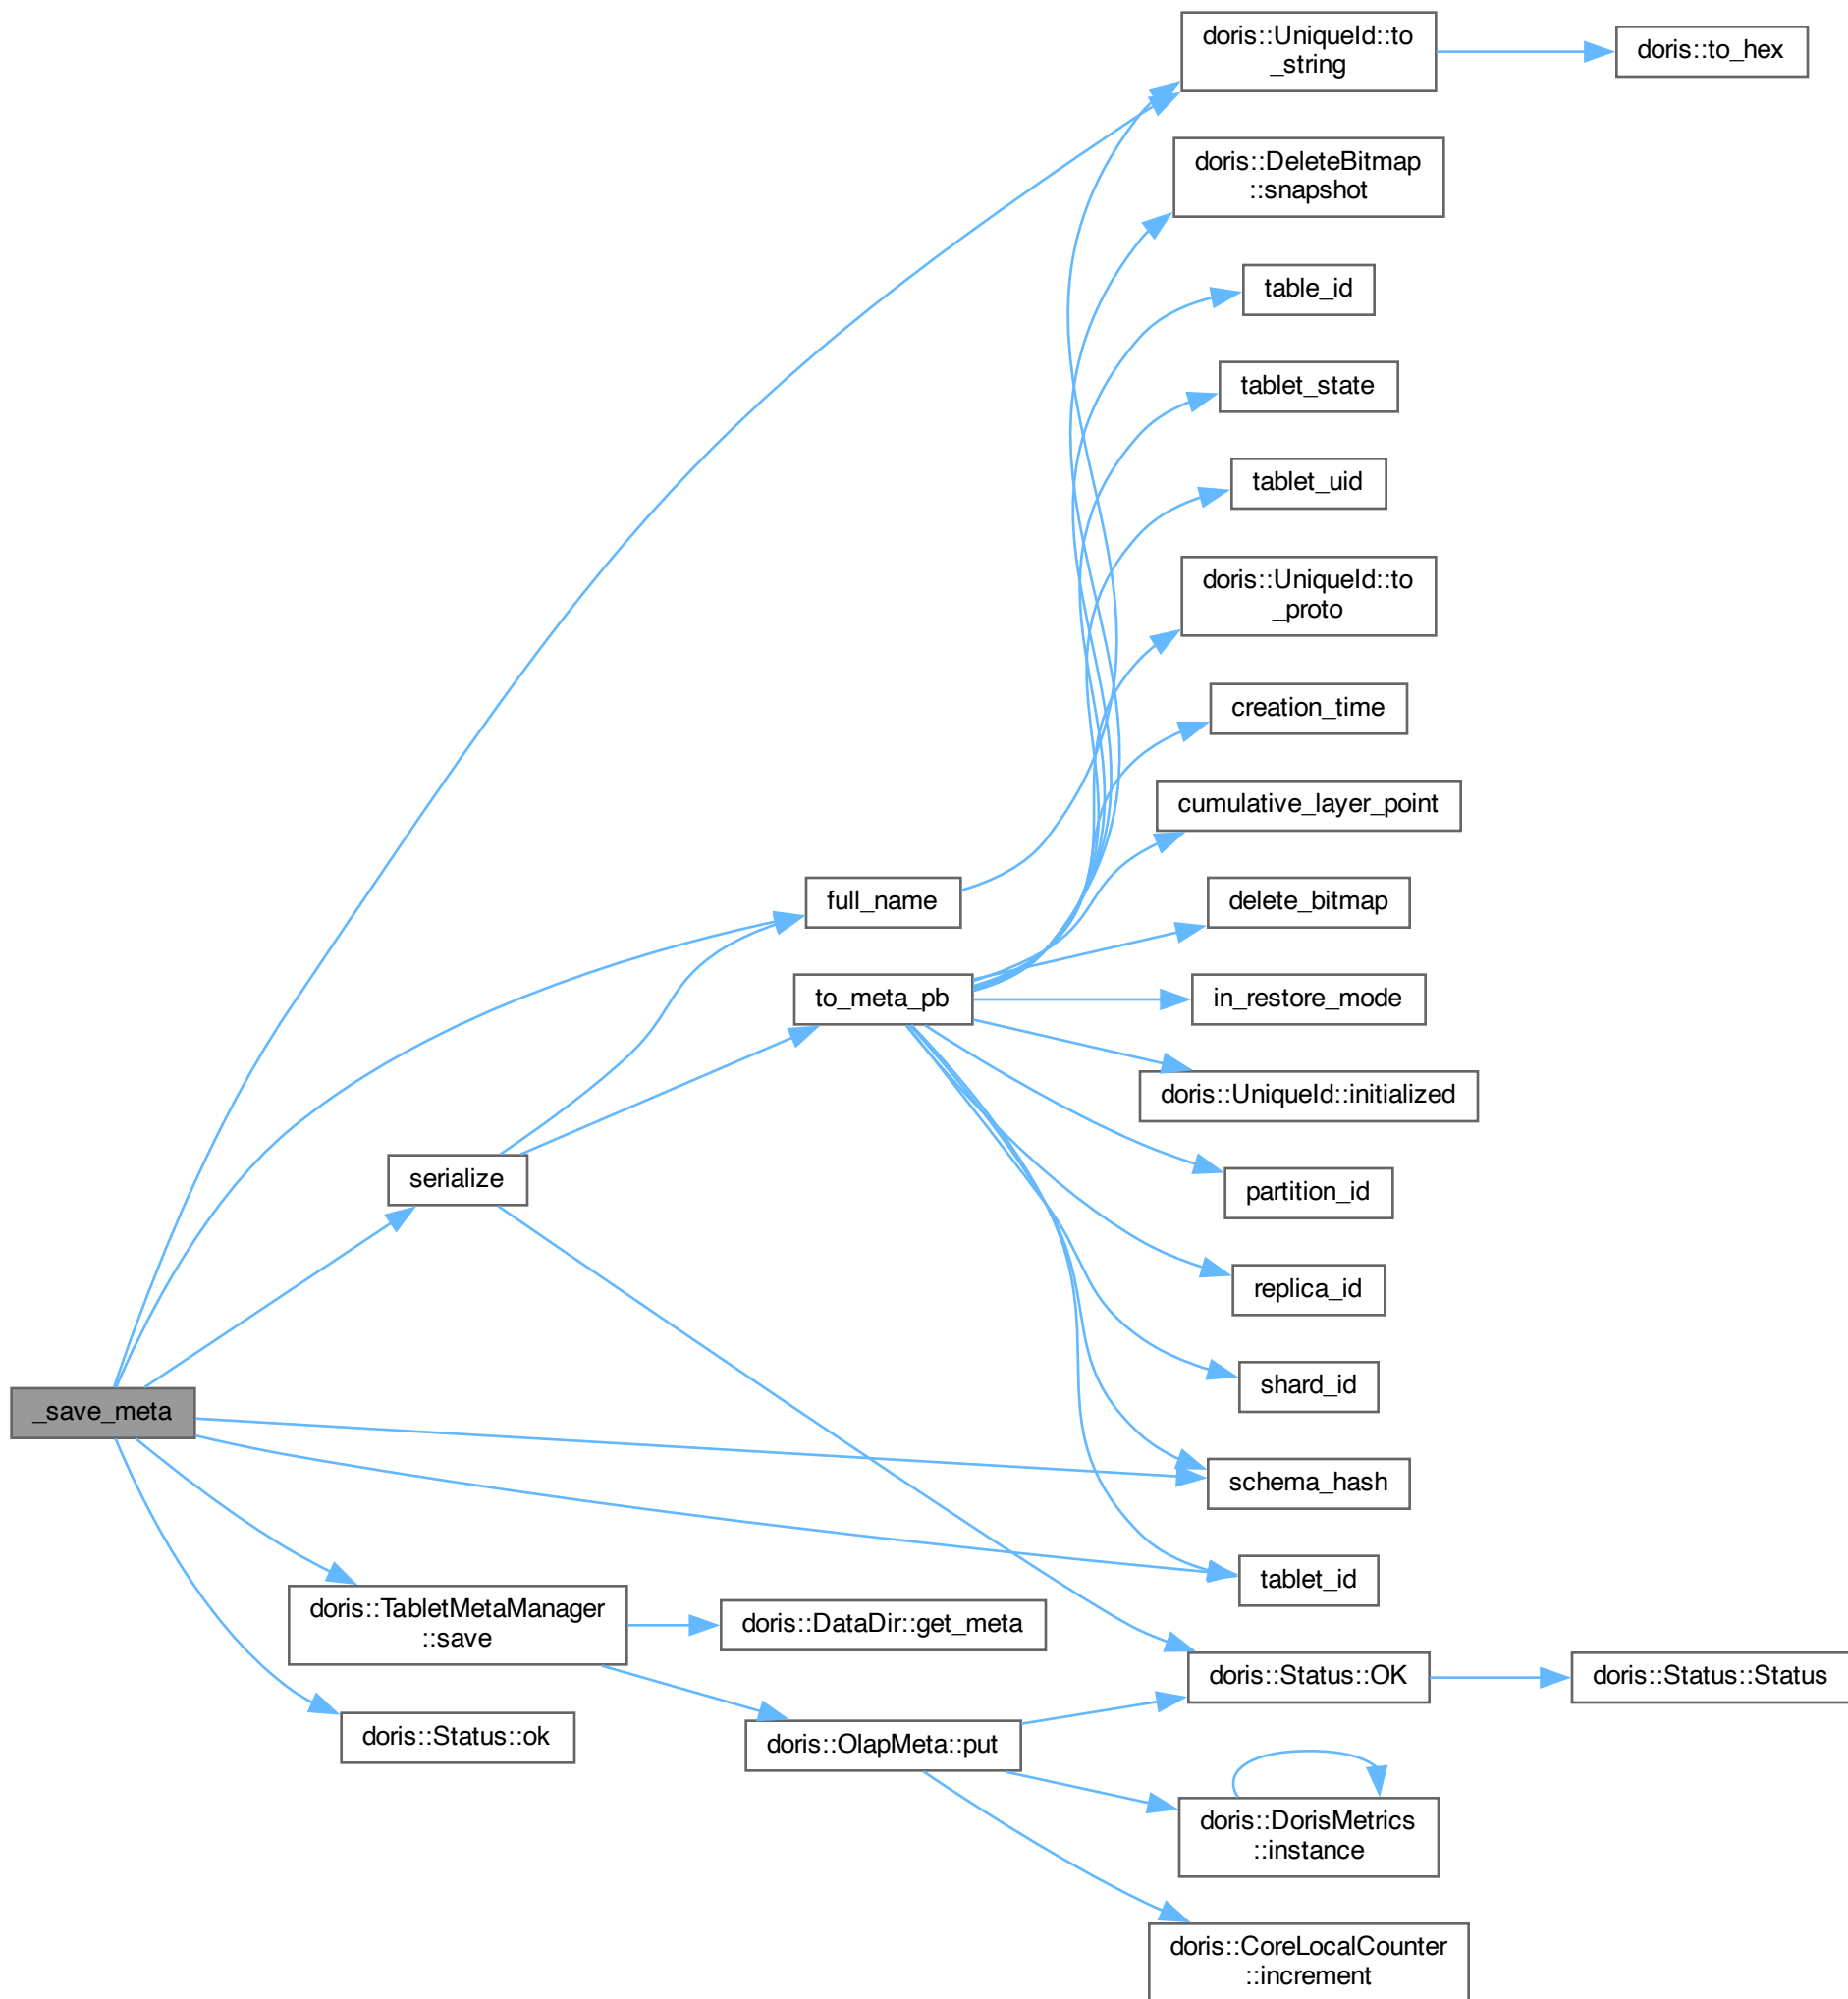 doris::UniqueId::to
_string
doris::to_hex
doris::DeleteBitmap
::snapshot
table_id
tablet_state
tablet_uid
doris::UniqueId::to
_proto
creation_time
cumulative_layer_point
full_name
delete_bitmap
to_meta_pb
in_restore_mode
doris::UniqueId::initialized
serialize
partition_id
replica_id
shard_id
_save_meta
schema_hash
tablet_id
doris::TabletMetaManager
::save
doris::DataDir::get_meta
doris::Status::OK
doris::Status::Status
doris::Status::ok
doris::OlapMeta::put
doris::DorisMetrics
::instance
doris::CoreLocalCounter
::increment